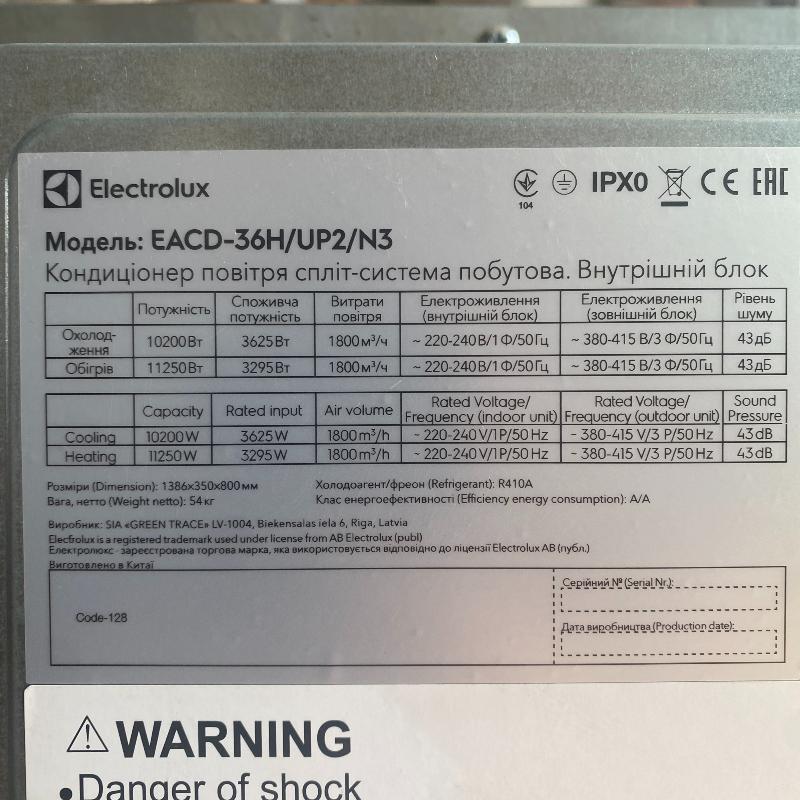 Electrolux
104
IPX0 CE EAC
Модель: EACD-36H/UP2/N3
Кондиціонер повітря спліт-система побутова. Внутрішній блок
Потужність Споживча потужність Витрати повітря Електроживлення (внутрішній блок) Електроживлення (зовнішній блок) Рівень шуму
Охолод-ження 10200Вт 3625Вт 1800м³/ч ~ 220-240В/1 Ф/50Гц ~ 380-415 В/3 Ф/50Гц 43дБ
Обігрів 11250Вт 3295Вт 1800м³/ч ~ 220-240В/1 Ф/50Гц ~ 380-415 В/3 Ф/50Гц 43дБ
Capacity Rated input Air volume Rated Voltage/ Frequency (indoor unit) Rated Voltage/ Frequency (outdoor unit) Sound Pressure
Cooling 10200W 3625W 1800m³/h ~ 220-240V/1P/50Hz ~ 380-415 V/3 P/50Hz 43dB
Heating 11250W 3295W 1800m³/h ~ 220-240V/1P/50Hz ~ 380-415 V/3 P/50Hz 43dB
Розміри (Dimension): 1386x350x800мм Холодоагент/фреон (Refrigerant): R410A
Вага, нетто (Weight netto): 54кг Клас енергоефективності (Efficiency energy consumption): A/A
Виробник: SIA «GREEN TRACE» LV-1004, Biekensalas iela 6, Riga, Latvia
Electrolux is a registered trademark used under license from AB Electrolux (publ)
Електролюкс - зареєстрована торгова марка, яка використовується відповідно до ліцензії Electrolux AB (публ.)
Виготовлено в Китаї
Code-128
Серійний № (Serial Nr.):
Дата виробництва (Production date):
WARNING
•Danger of shock